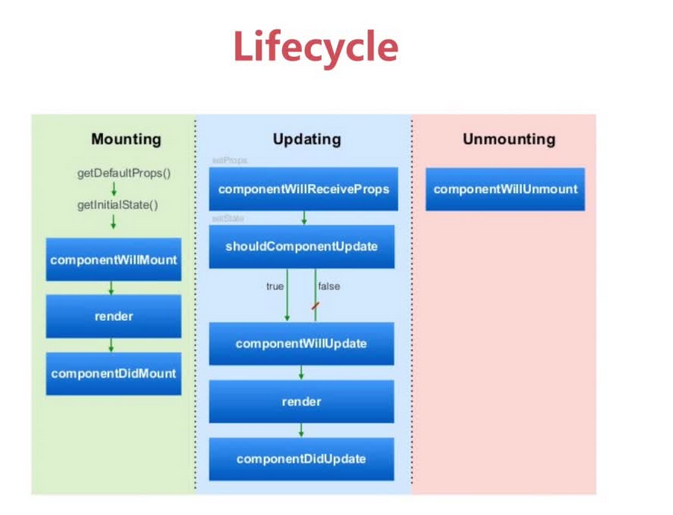 Lifecycle
Mounting
getDefaultProps()
getInitialState()
componentWillMount
render
componentDidMount
Updating
setProps
componentWillReceiveProps
setState
shouldComponentUpdate
true
false
componentWillUpdate
render
componentDidUpdate
Unmounting
componentWillUnmount